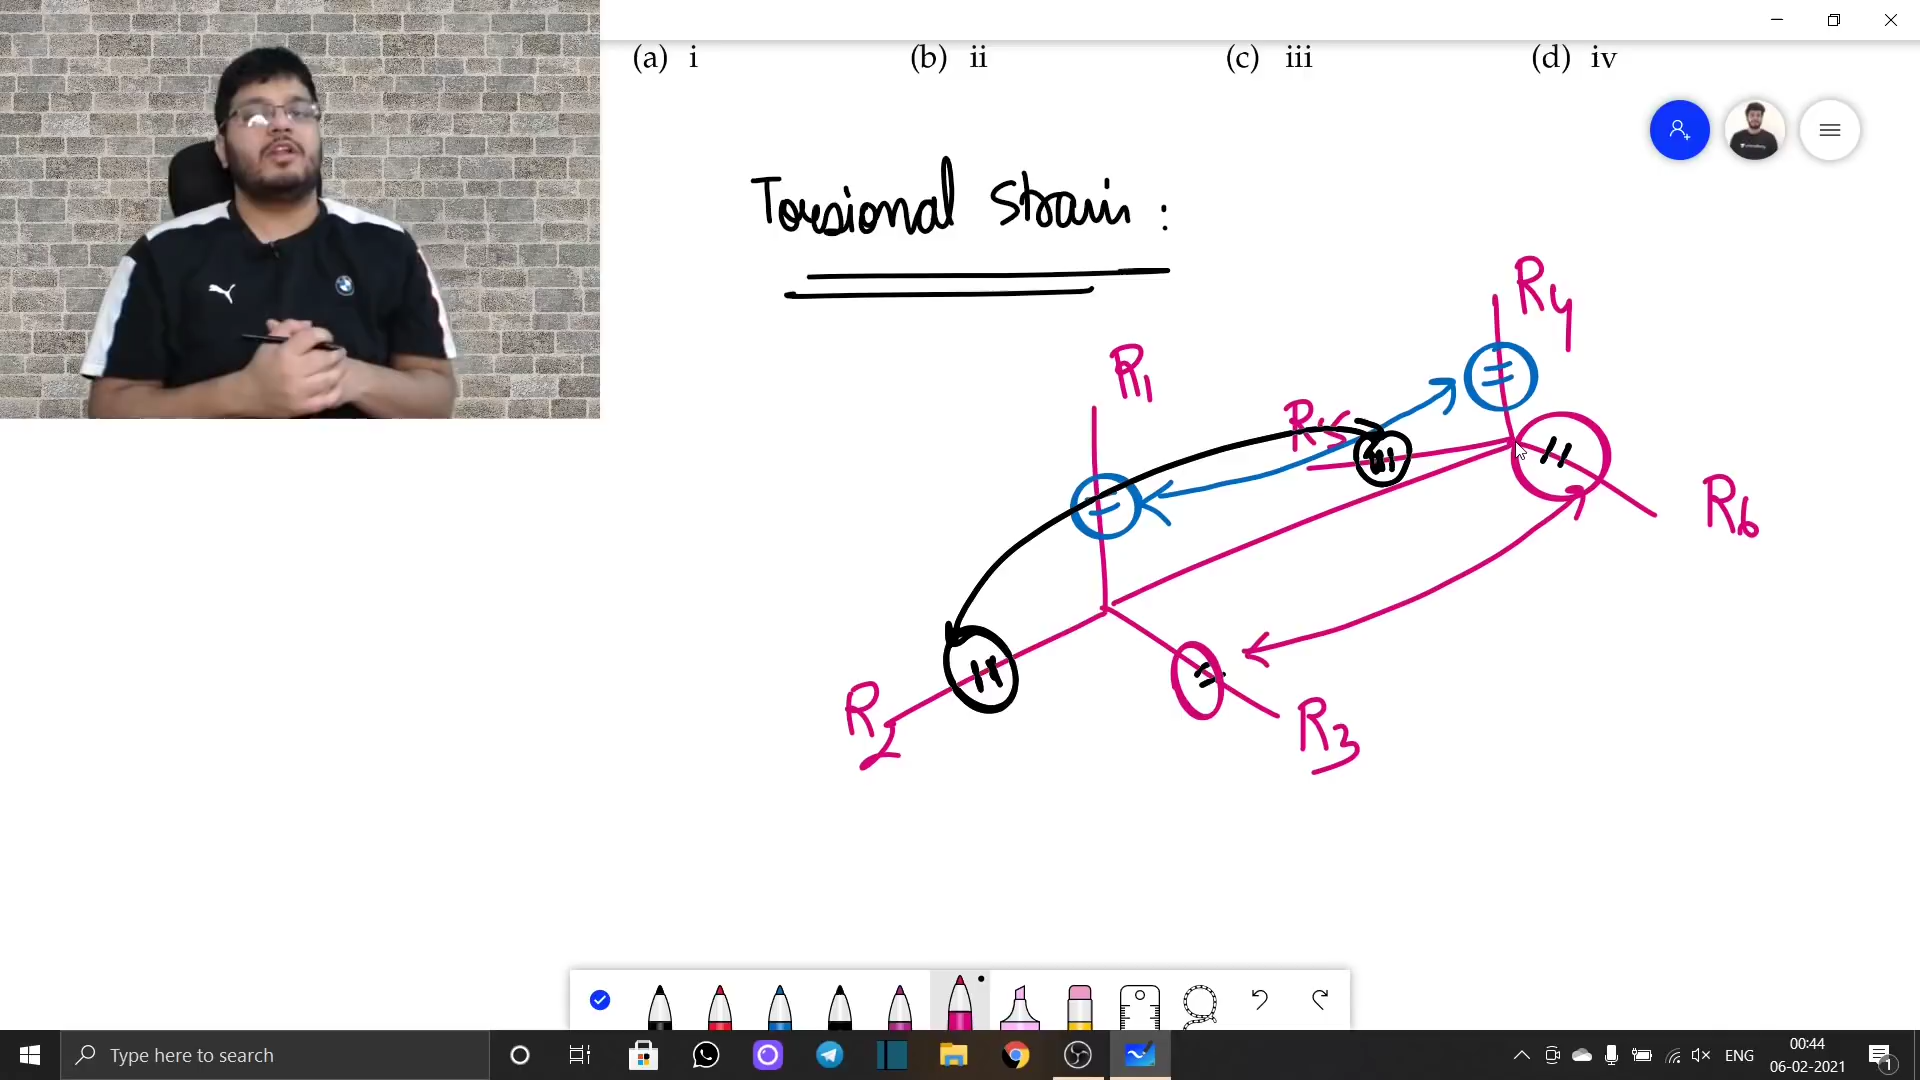 (a) i (b) ii (c) iii (d) iv
Torsional Strain :
R4
R1
R5
R6
R2
R3
Type here to search
ENG
00:44
06-02-2021
1